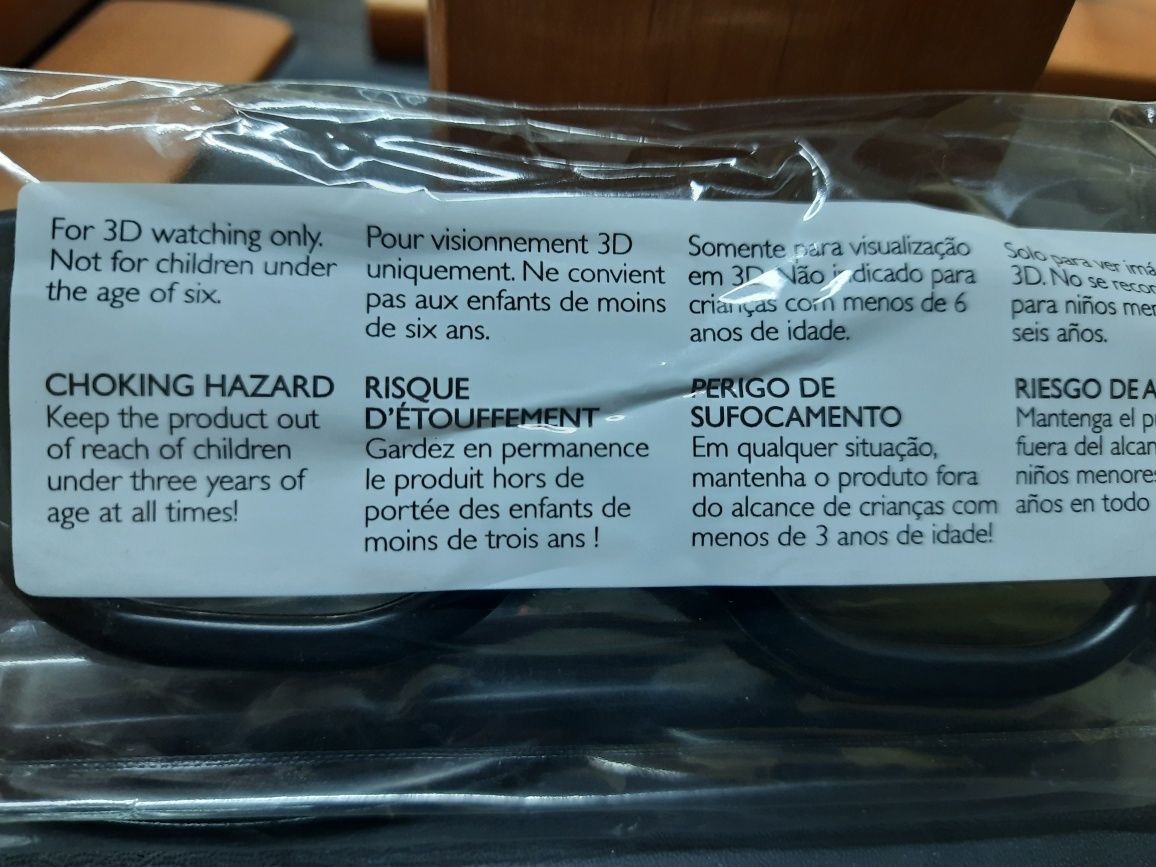 For 3D watching only.
Not for children under
the age of six.
CHOKING HAZARD
Keep the product out
of reach of children
under three years of
age at all times!
Pour visionnement 3D
uniquement. Ne convient
pas aux enfants de moins
de six ans.
RISQUE
D'ÉTOUFFEMENT
Gardez en permanence
le produit hors de
portée des enfants de
moins de trois ans !
Somente para visualização
em 3D. Não indicado para
crianças com menos de 6
anos de idade.
PERIGO DE
SUFOCAMENTO
Em qualquer situação,
mantenha o produto fora
do alcance de crianças com
menos de 3 anos de idade!
Solo para ver
3D. No se
para niños
seis años.
RIESGO DE
Mantenga el
fuera del
niños
años en todo